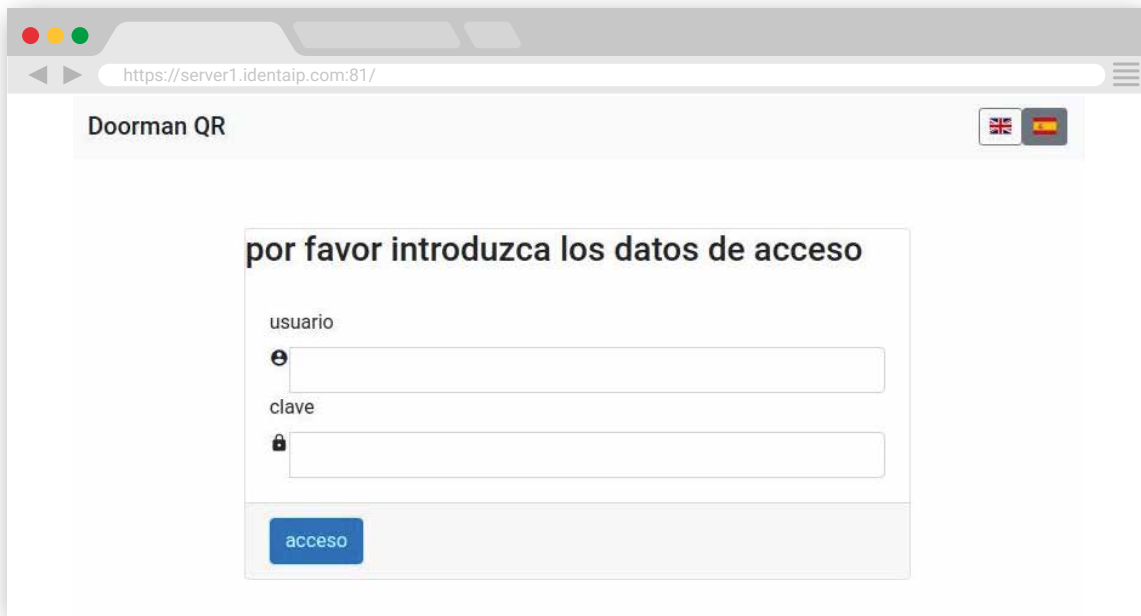 https://server1.identaip.com:81/
Doorman QR
por favor introduzca los datos de acceso
usuario
clave
acceso